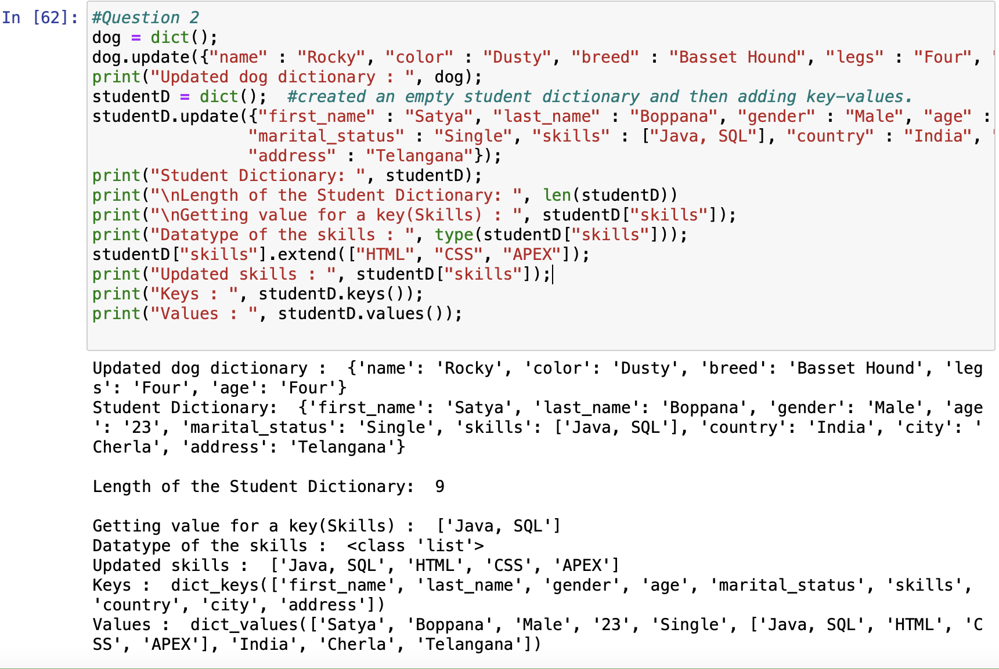 In [62]:
#Question 2
dog = dict();
dog.update({"name" : "Rocky", "color" : "Dusty", "breed" : "Basset Hound", "legs" : "Four",
print("Updated dog dictionary : ", dog);
studentD = dict();  #created an empty student dictionary and then adding key-values.
studentD.update({"first_name" : "Satya", "last_name" : "Boppana", "gender" : "Male", "age" :
                "marital_status" : "Single", "skills" : ["Java, SQL"], "country" : "India",
                "address" : "Telangana"});
print("Student Dictionary: ", studentD);
print("\nLength of the Student Dictionary: ", len(studentD))
print("\nGetting value for a key(Skills) : ", studentD["skills"]);
print("Datatype of the skills : ", type(studentD["skills"]));
studentD["skills"].extend(["HTML", "CSS", "APEX"]);
print("Updated skills : ", studentD["skills"]);
print("Keys : ", studentD.keys());
print("Values : ", studentD.values());
Updated dog dictionary :  {'name': 'Rocky', 'color': 'Dusty', 'breed': 'Basset Hound', 'leg
s': 'Four', 'age': 'Four'}
Student Dictionary:  {'first_name': 'Satya', 'last_name': 'Boppana', 'gender': 'Male', 'age
': '23', 'marital_status': 'Single', 'skills': ['Java, SQL'], 'country': 'India', 'city': '
Cherla', 'address': 'Telangana'}
Length of the Student Dictionary:  9
Getting value for a key(Skills) :  ['Java, SQL']
Datatype of the skills :  <class 'list'>
Updated skills :  ['Java, SQL', 'HTML', 'CSS', 'APEX']
Keys :  dict_keys(['first_name', 'last_name', 'gender', 'age', 'marital_status', 'skills',
'country', 'city', 'address'])
Values :  dict_values(['Satya', 'Boppana', 'Male', '23', 'Single', ['Java, SQL', 'HTML', 'C
SS', 'APEX'], 'India', 'Cherla', 'Telangana'])